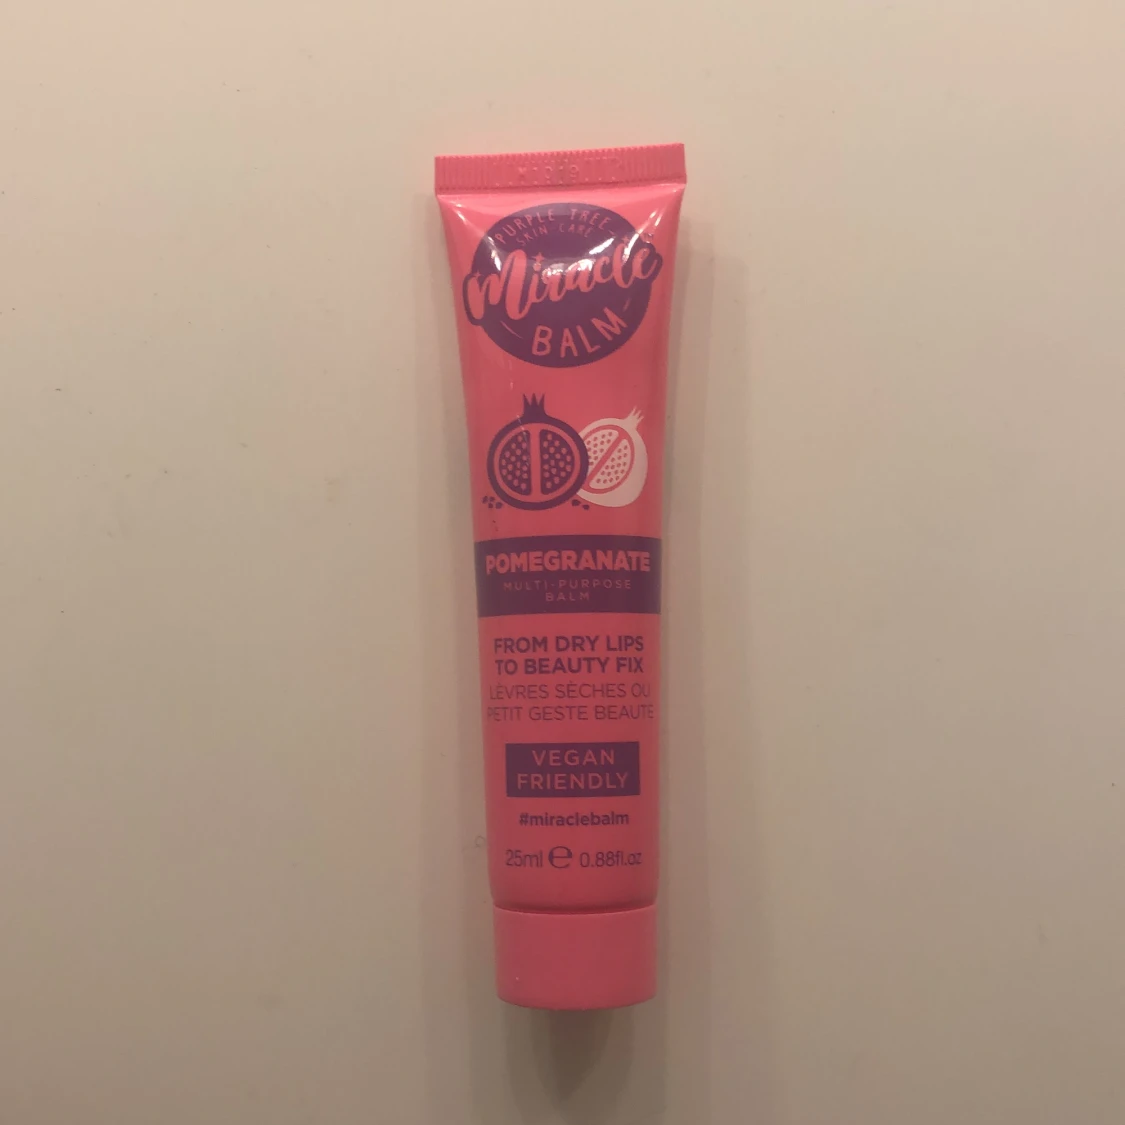 PURPLE TREE
SKIN-CARE
Miracle
BALM
POMEGRANATE
MULTI-PURPOSE
BALM
FROM DRY LIPS
TO BEAUTY FIX
LÈVRES SÈCHES OU
PETIT GESTE BEAUTÉ
VEGAN
FRIENDLY
#miraclebalm
25ml e 0.88fl.oz